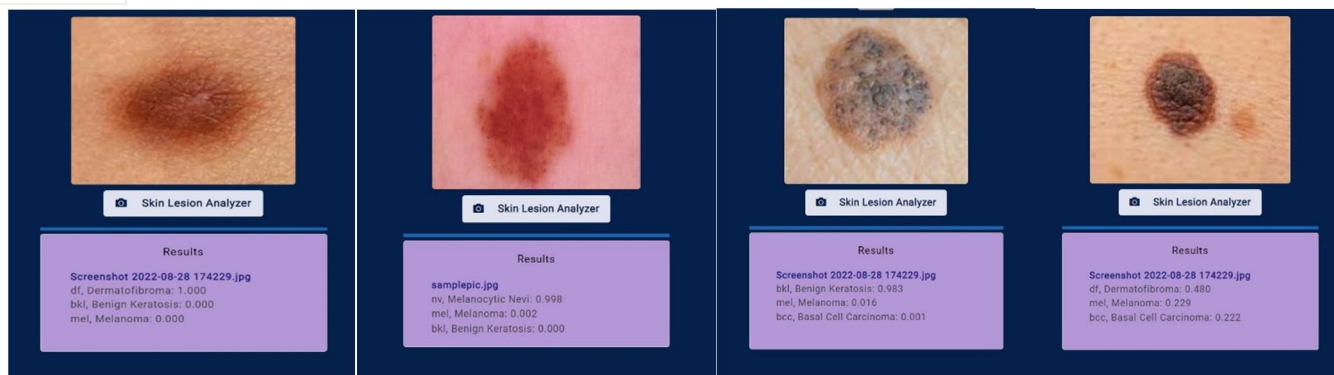 Skin Lesion Analyzer
Results
Screenshot 2022-08-28 174229.jpg
df, Dermatofibroma: 1.000
bkl, Benign Keratosis: 0.000
mel, Melanoma: 0.000
Skin Lesion Analyzer
Results
samplepic.jpg
nv, Melanocytic Nevi: 0.998
mel, Melanoma: 0.002
bkl, Benign Keratosis: 0.000
Skin Lesion Analyzer
Results
Screenshot 2022-08-28 174229.jpg
bkl, Benign Keratosis: 0.983
mel, Melanoma: 0.016
bcc, Basal Cell Carcinoma: 0.001
Skin Lesion Analyzer
Results
Screenshot 2022-08-28 174229.jpg
df, Dermatofibroma: 0.480
mel, Melanoma: 0.229
bcc, Basal Cell Carcinoma: 0.222